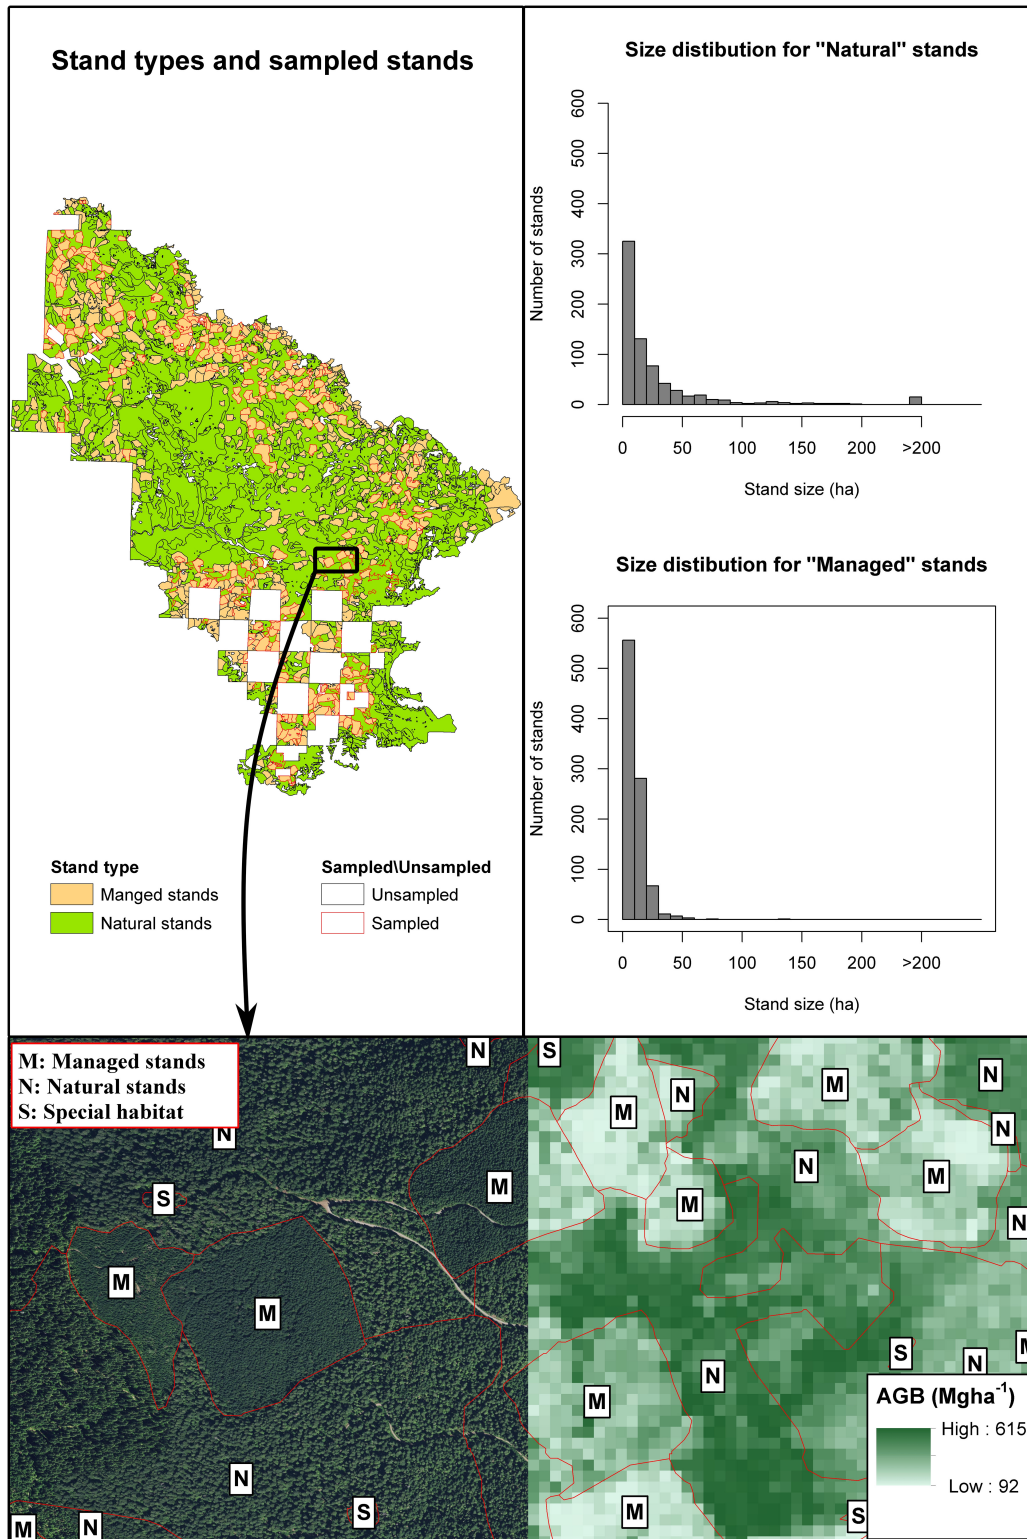 Stand types and sampled stands
Stand type
Manged stands
Natural stands
Sampled\Unsampled
Unsampled
Sampled
Size distibution for "Natural" stands
Number of stands
600
500
400
300
200
100
0
0 50 100 150 200 >200
Stand size (ha)
Size distibution for "Managed" stands
Number of stands
600
500
400
300
200
100
0
0 50 100 150 200 >200
Stand size (ha)
M: Managed stands
N: Natural stands
S: Special habitat
N
N
M
S
M
M
N
S
M
N
S
M
N
M
N
M
N
N
M
M
N
S
N
M
N
M
M
S
AGB (Mgha-1)
High : 615
Low : 92